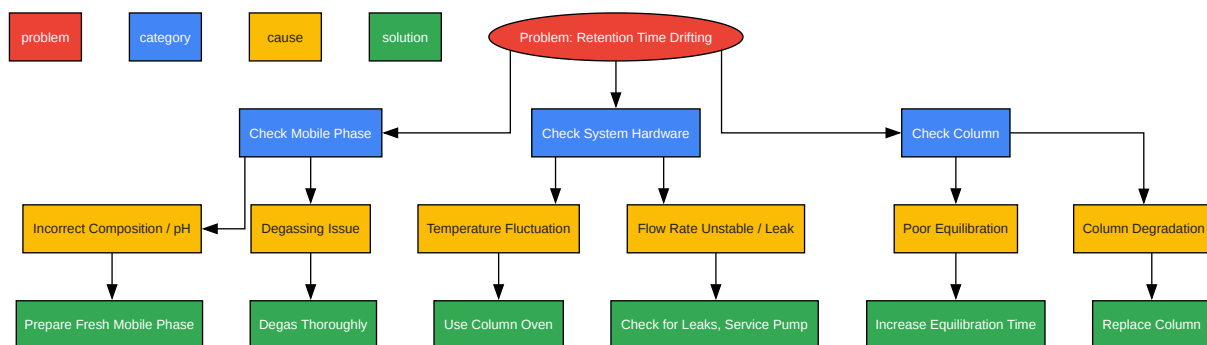 problem
category
cause
solution
Problem: Retention Time Drifting
Check Mobile Phase
Check System Hardware
Check Column
Incorrect Composition / pH
Degassing Issue
Temperature Fluctuation
Flow Rate Unstable / Leak
Poor Equilibration
Column Degradation
Prepare Fresh Mobile Phase
Degas Thoroughly
Use Column Oven
Check for Leaks, Service Pump
Increase Equilibration Time
Replace Column